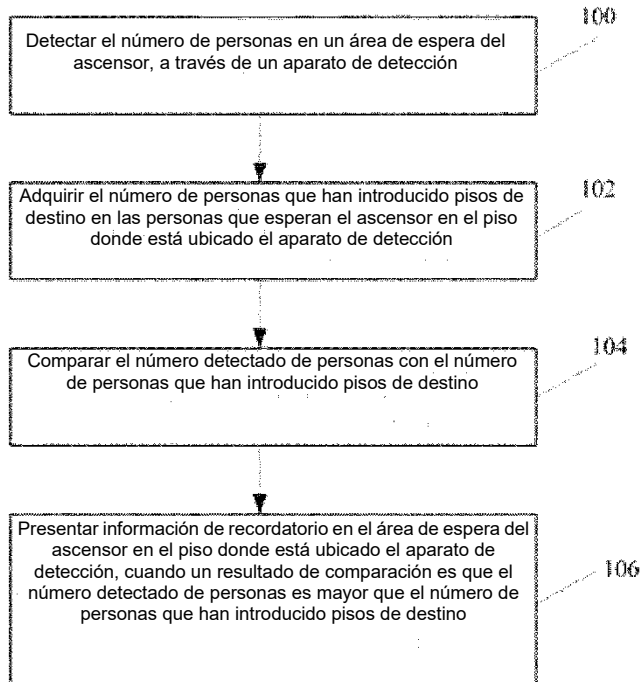 100
Detectar el número de personas en un área de espera del
ascensor, a través de un aparato de detección
102
Adquirir el número de personas que han introducido pisos de
destino en las personas que esperan el ascensor en el piso
donde está ubicado el aparato de detección
104
Comparar el número detectado de personas con el número
de personas que han introducido pisos de destino
Presentar información de recordatorio en el área de espera del
ascensor en el piso donde está ubicado el aparato de
detección, cuando un resultado de comparación es que el
número detectado de personas es mayor que el número de
personas que han introducido pisos de destino
106